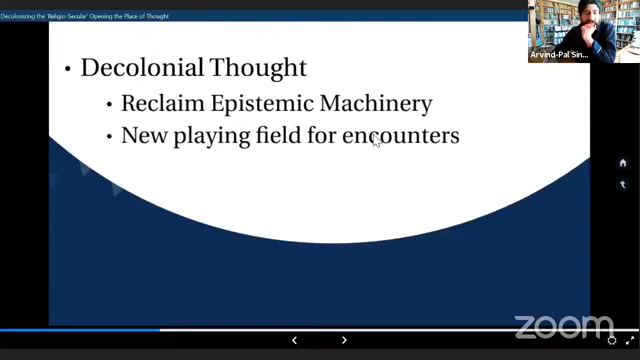 Decolonizing the 'Religio-Secular' Opening the Place of Thought
Arvind-Pal Sin...
• Decolonial Thought
• Reclaim Epistemic Machinery
• New playing field for encounters
zoom